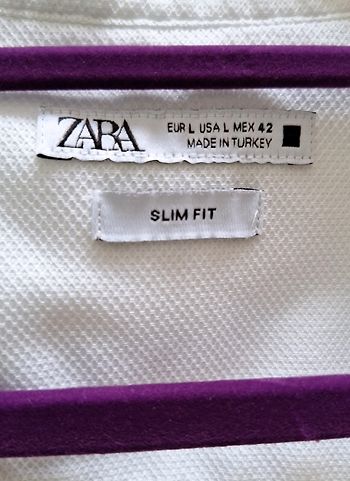 ZARA
EUR L USA L MEX 42
MADE IN TURKEY
SLIM FIT